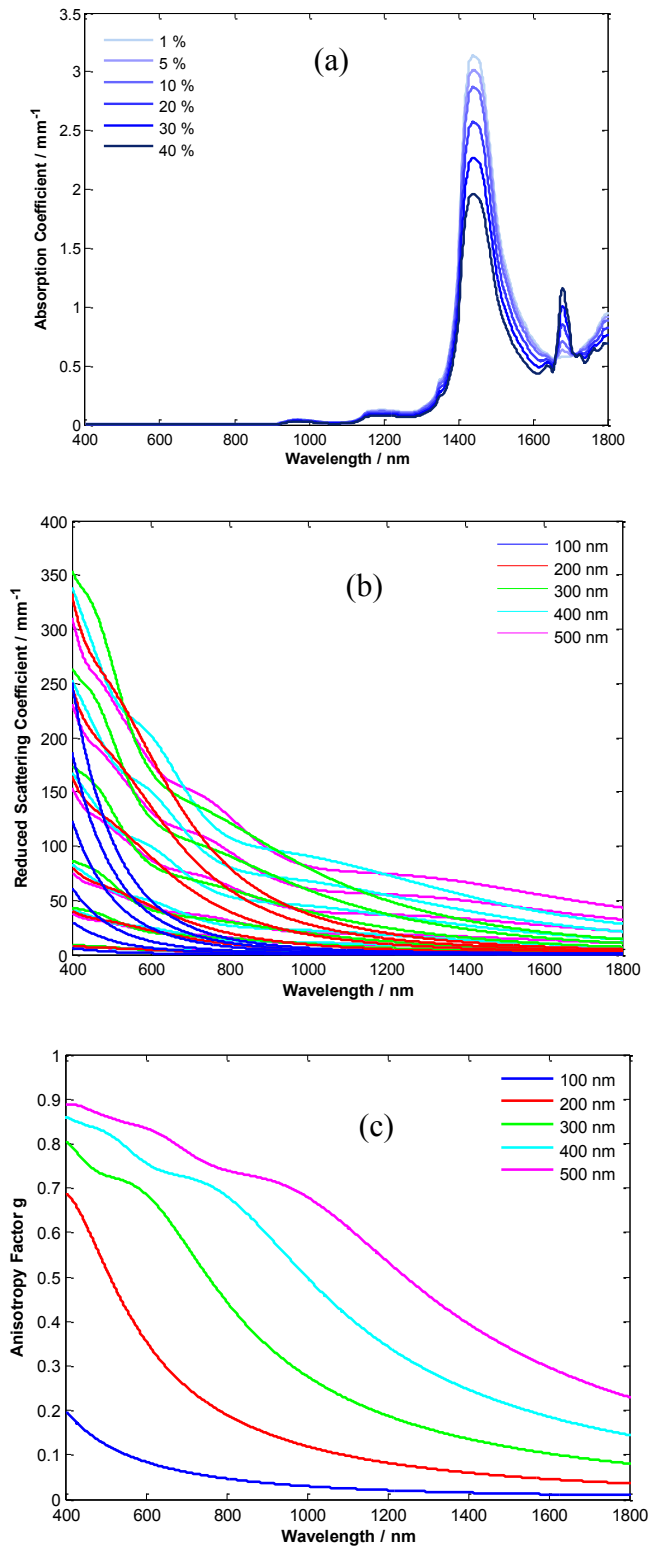 3.5
3
2.5
2
1.5
1
0.5
0
Absorption Coefficient / mm-1
1 %
5 %
10 %
20 %
30 %
40 %
(a)
400 600 800 1000 1200 1400 1600 1800
Wavelength / nm
400
350
300
250
200
150
100
50
0
Reduced Scattering Coefficient / mm-1
(b)
100 nm
200 nm
300 nm
400 nm
500 nm
400 600 800 1000 1200 1400 1600 1800
Wavelength / nm
1
0.9
0.8
0.7
0.6
0.5
0.4
0.3
0.2
0.1
0
Anisotropy Factor g
(c)
100 nm
200 nm
300 nm
400 nm
500 nm
400 600 800 1000 1200 1400 1600 1800
Wavelength / nm